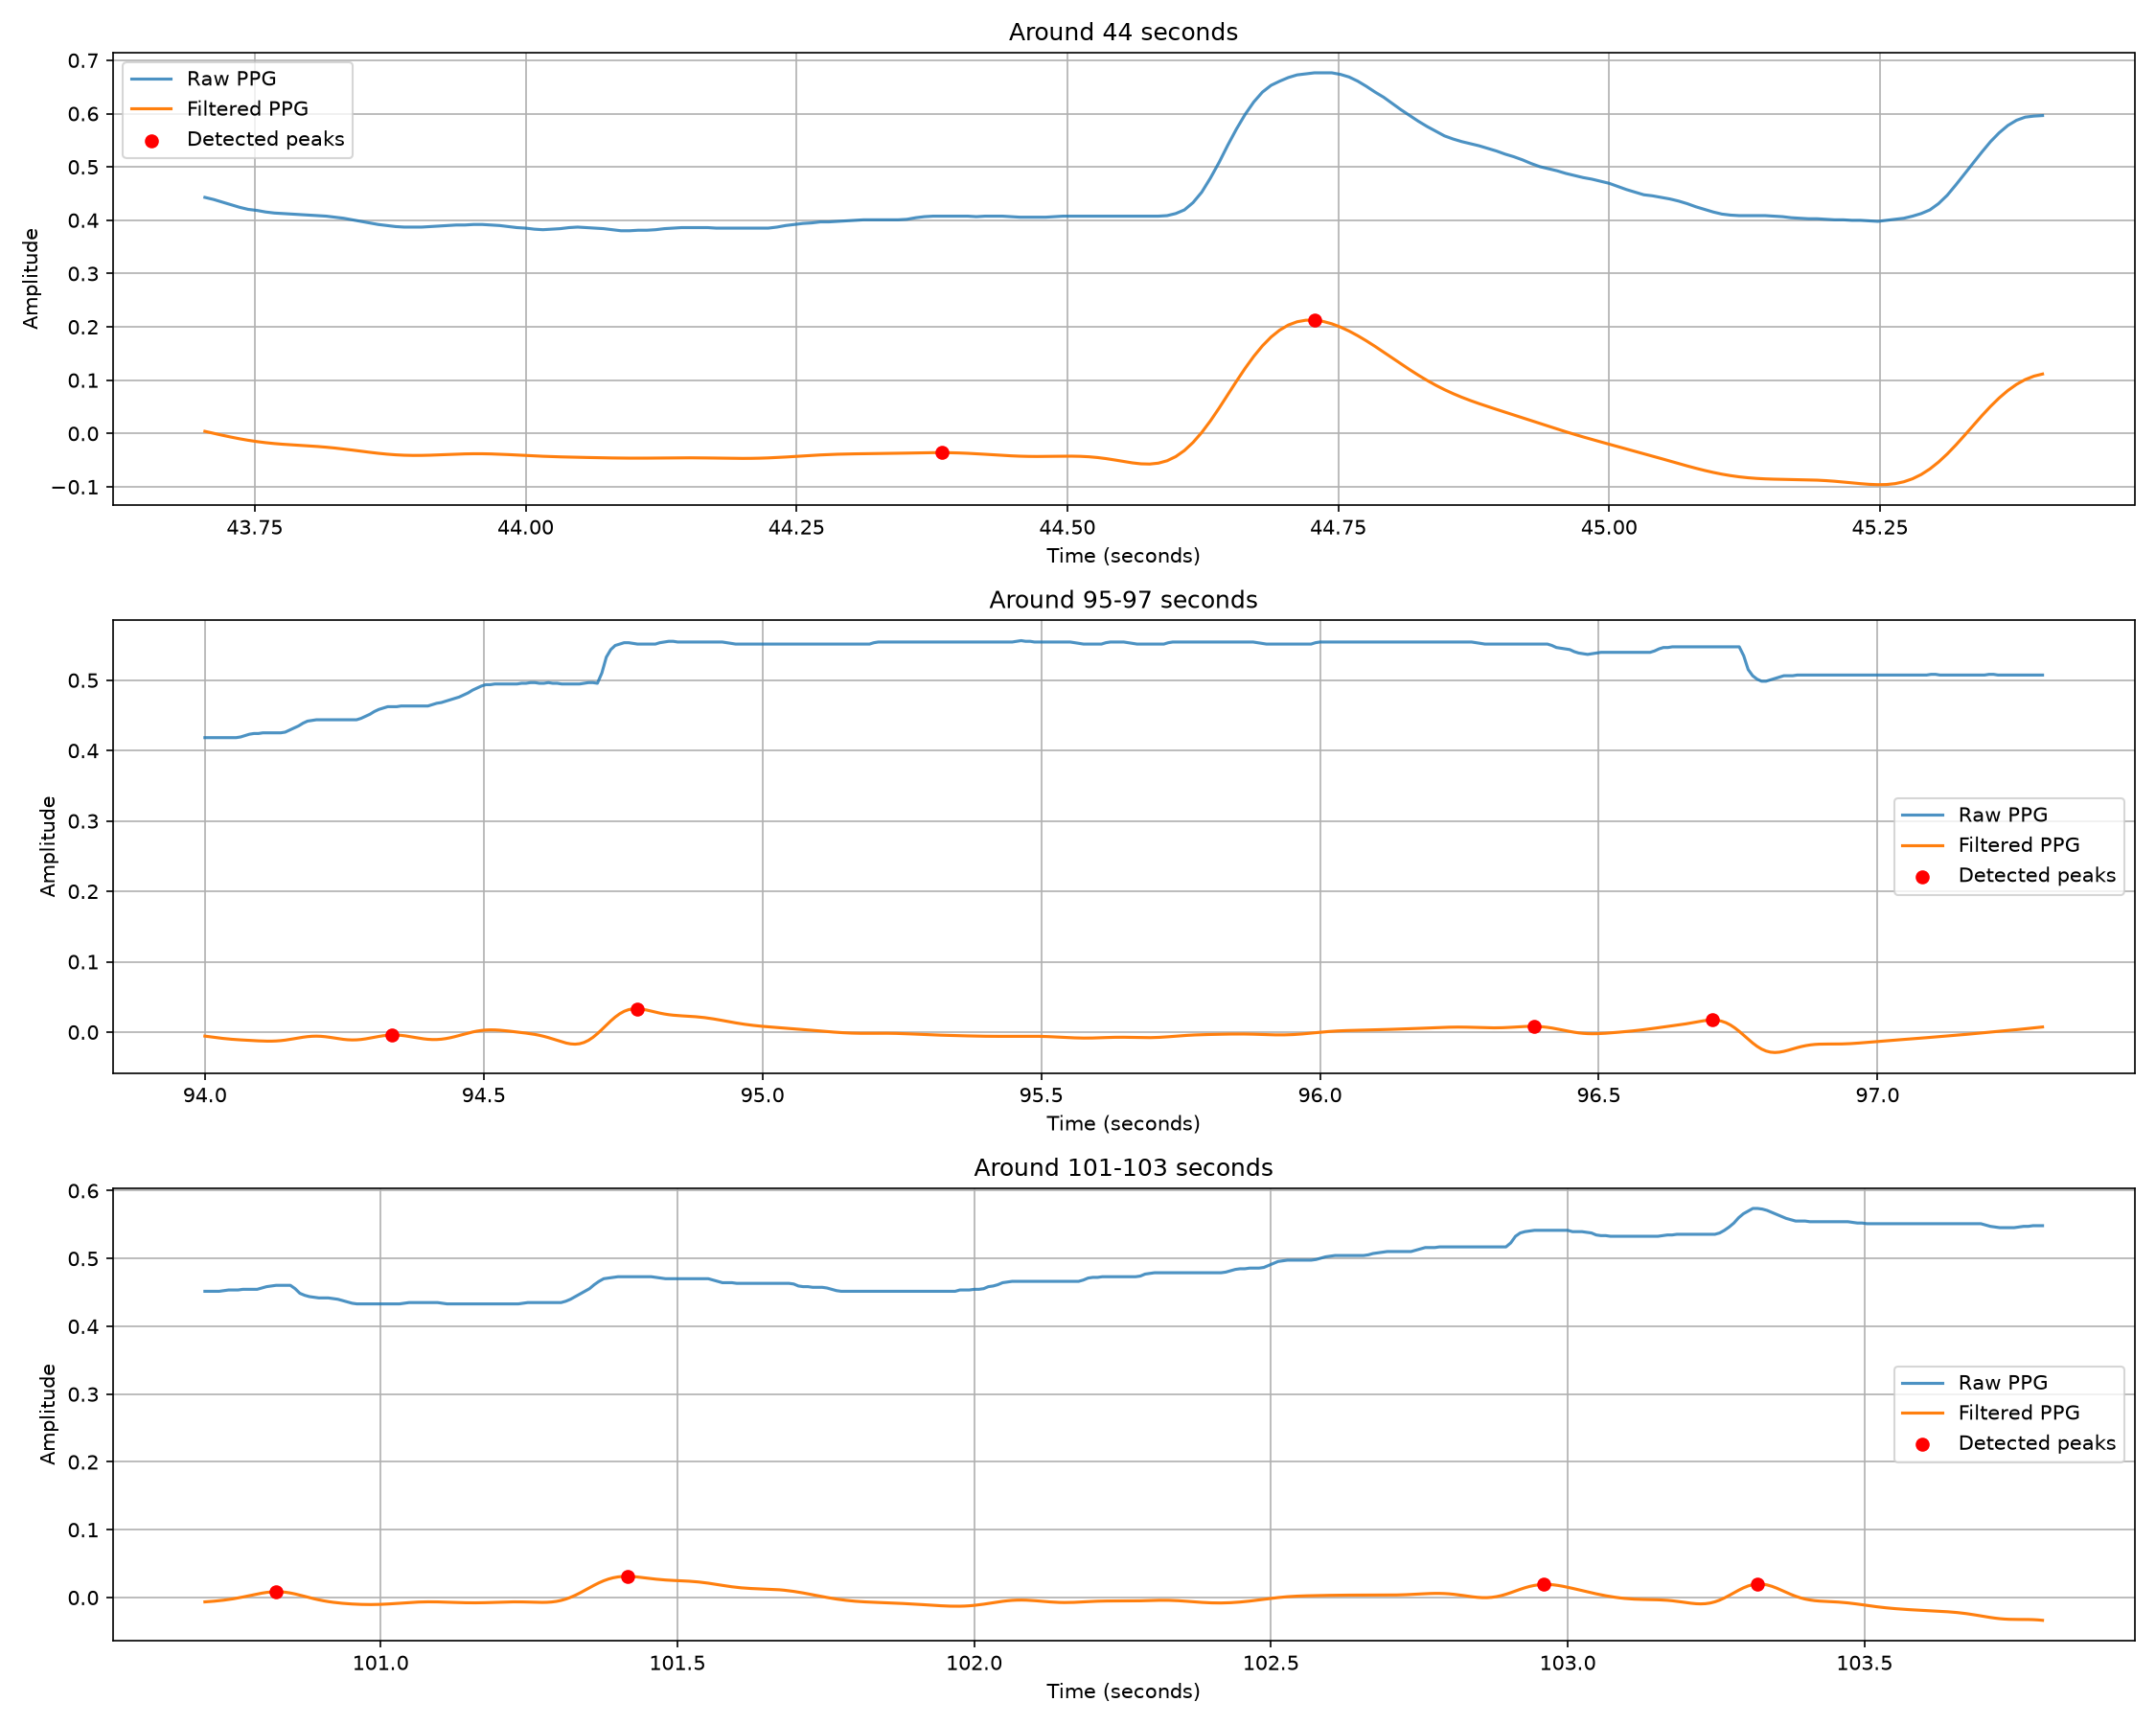 Around 44 seconds
0.7
0.6
0.5
0.4
0.3
0.2
0.1
0.0
−0.1
Amplitude
Raw PPG
Filtered PPG
Detected peaks
43.75 44.00 44.25 44.50 44.75 45.00 45.25
Time (seconds)
Around 95-97 seconds
0.5
0.4
0.3
0.2
0.1
0.0
Amplitude
Raw PPG
Filtered PPG
Detected peaks
94.0 94.5 95.0 95.5 96.0 96.5 97.0
Time (seconds)
Around 101-103 seconds
0.6
0.5
0.4
0.3
0.2
0.1
0.0
Amplitude
Raw PPG
Filtered PPG
Detected peaks
101.0 101.5 102.0 102.5 103.0 103.5
Time (seconds)